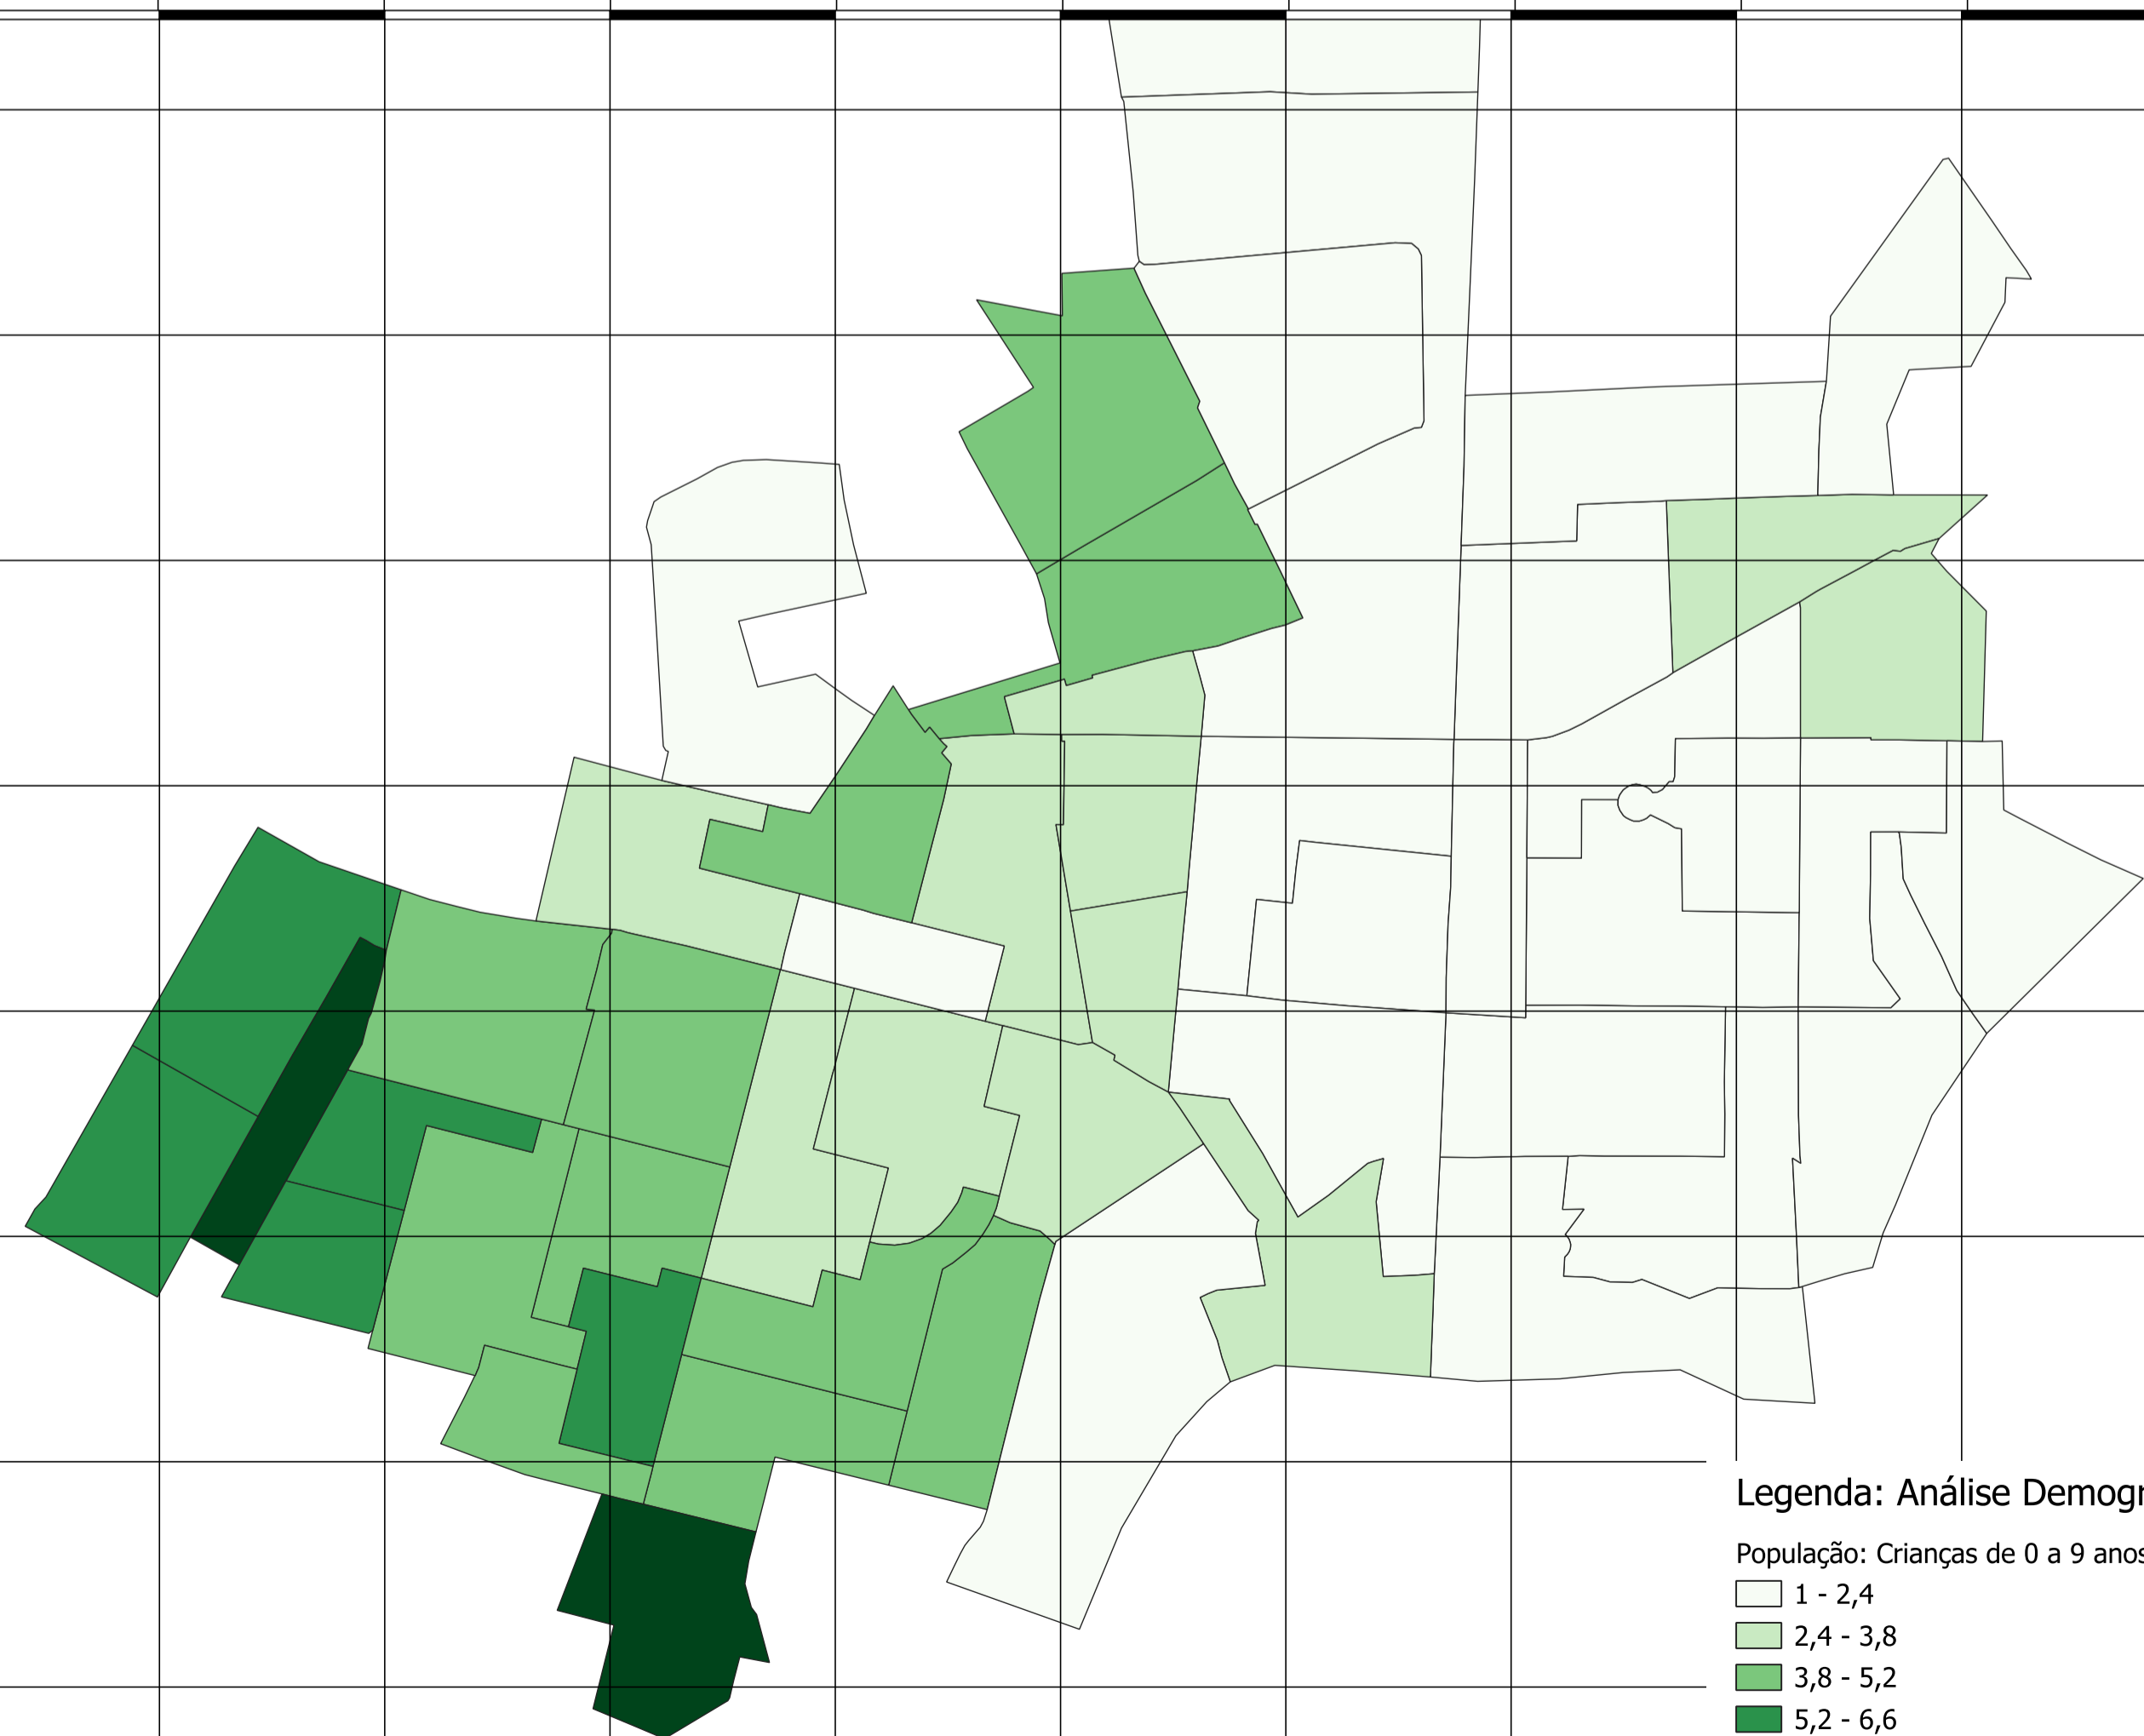 Legenda: Análise
População: Crianças de 0 a 9 anos
1 - 2,4
2,4 - 3,8
3,8 - 5,2
5,2 - 6,6